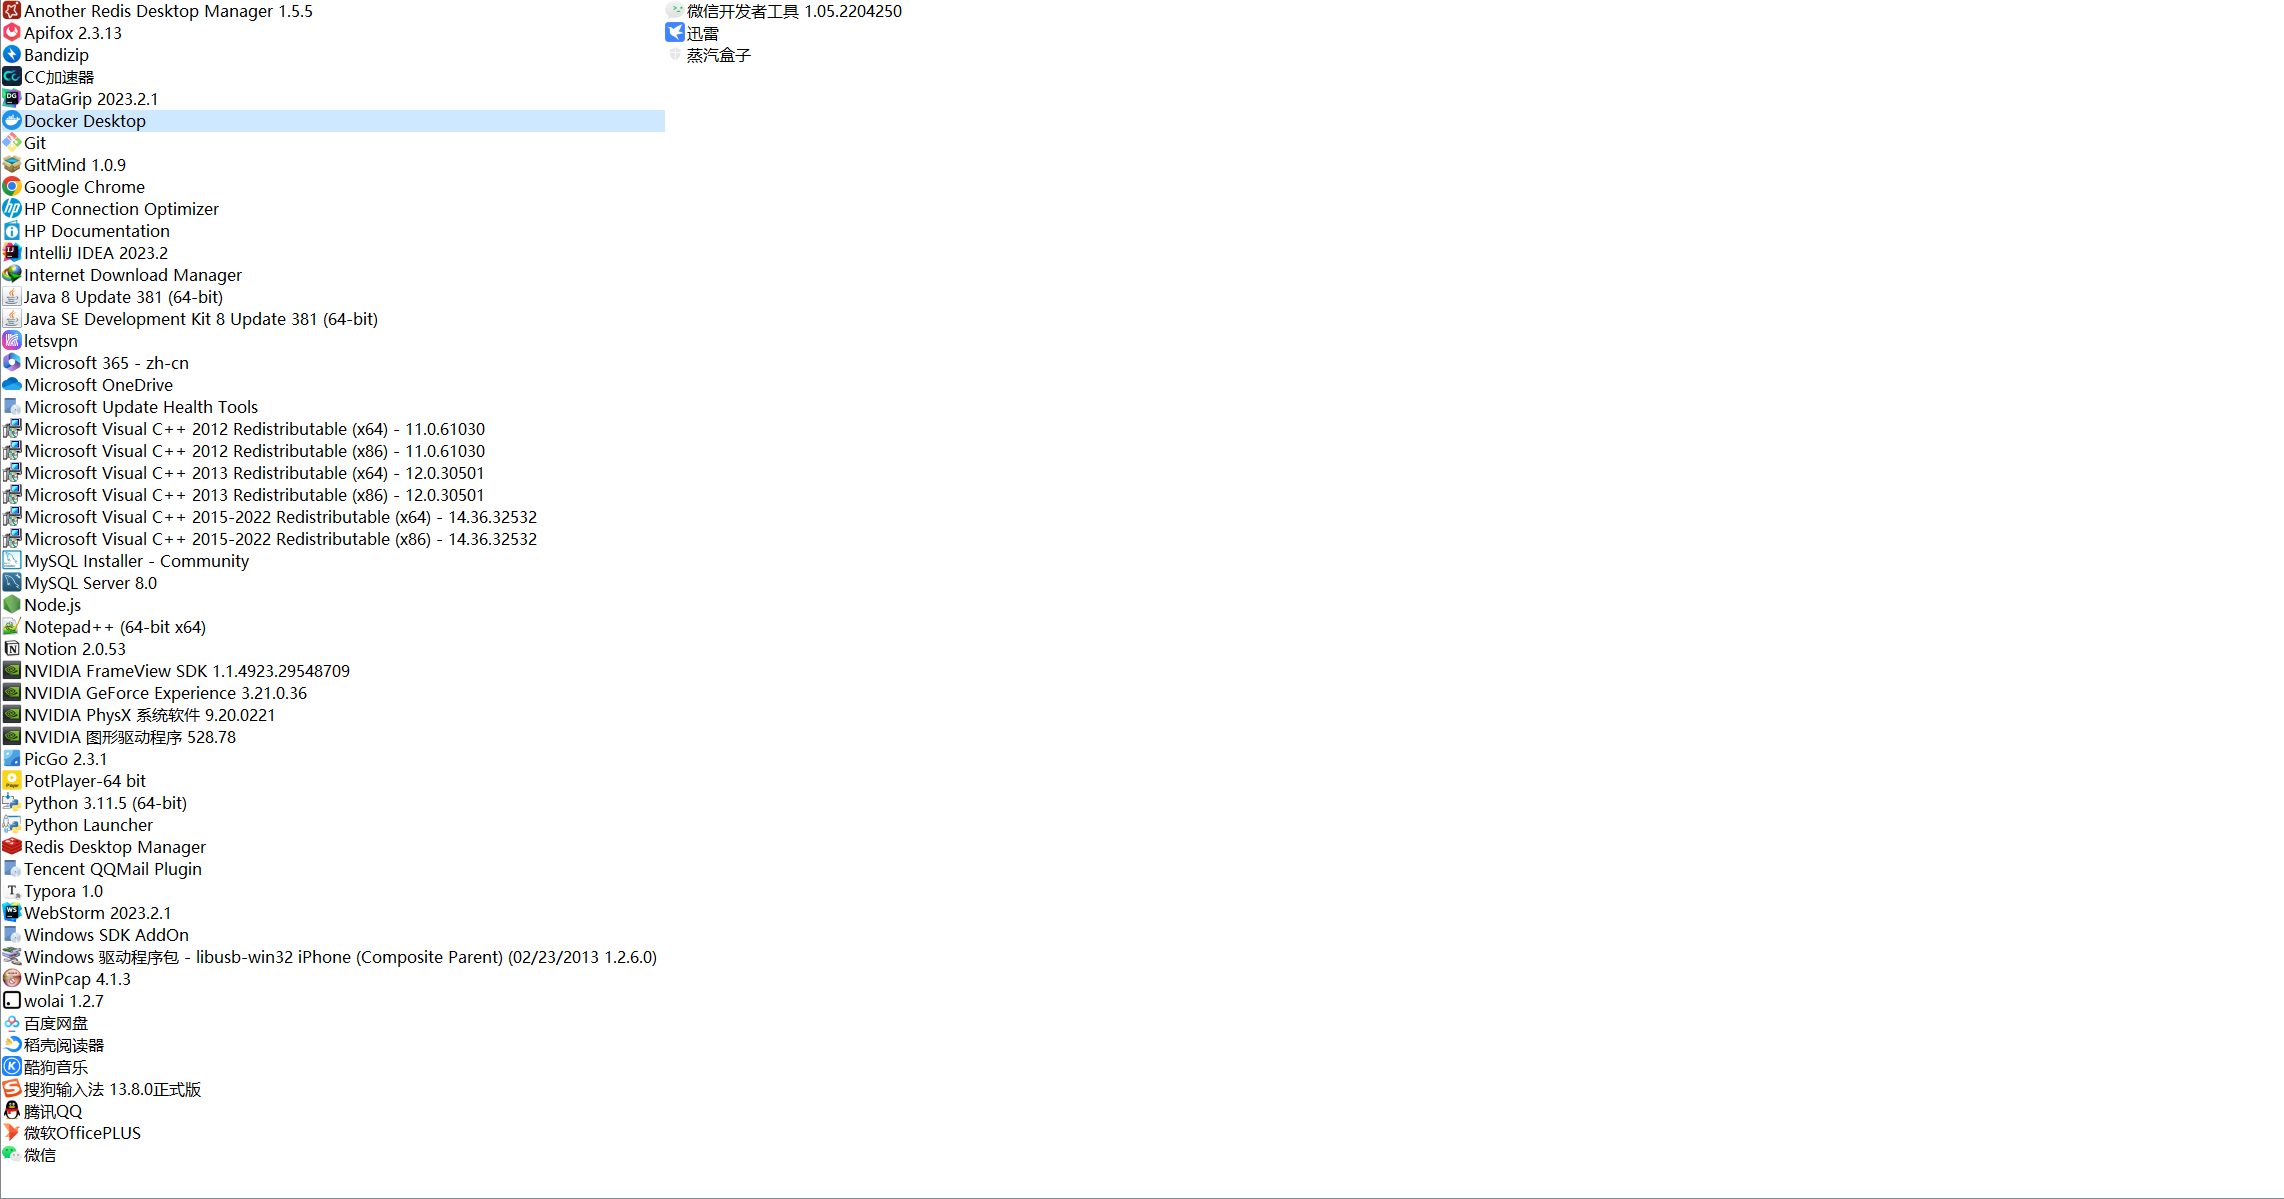 Another Redis Desktop Manager 1.5.5
Apifox 2.3.13
Bandizip
CC加速器
DataGrip 2023.2.1
Docker Desktop
Git
GitMind 1.0.9
Google Chrome
HP Connection Optimizer
HP Documentation
IntelliJ IDEA 2023.2
Internet Download Manager
Java 8 Update 381 (64-bit)
Java SE Development Kit 8 Update 381 (64-bit)
letsvpn
Microsoft 365 - zh-cn
Microsoft OneDrive
Microsoft Update Health Tools
Microsoft Visual C++ 2012 Redistributable (x64) - 11.0.61030
Microsoft Visual C++ 2012 Redistributable (x86) - 11.0.61030
Microsoft Visual C++ 2013 Redistributable (x64) - 12.0.30501
Microsoft Visual C++ 2013 Redistributable (x86) - 12.0.30501
Microsoft Visual C++ 2015-2022 Redistributable (x64) - 14.36.32532
Microsoft Visual C++ 2015-2022 Redistributable (x86) - 14.36.32532
MySQL Installer - Community
MySQL Server 8.0
Node.js
Notepad++ (64-bit x64)
Notion 2.0.53
NVIDIA FrameView SDK 1.1.4923.29548709
NVIDIA GeForce Experience 3.21.0.36
NVIDIA PhysX 系统软件 9.20.0221
NVIDIA 图形驱动程序 528.78
PicGo 2.3.1
PotPlayer-64 bit
Python 3.11.5 (64-bit)
Python Launcher
Redis Desktop Manager
Tencent QQMail Plugin
Typora 1.0
WebStorm 2023.2.1
Windows SDK AddOn
Windows 驱动程序包 - libusb-win32 iPhone (Composite Parent) (02/23/2013 1.2.6.0)
WinPcap 4.1.3
wolai 1.2.7
百度网盘
稻壳阅读器
酷狗音乐
搜狗输入法 13.8.0正式版
腾讯QQ
微软OfficePLUS
微信
微信开发者工具 1.05.2204250
迅雷
蒸汽盒子